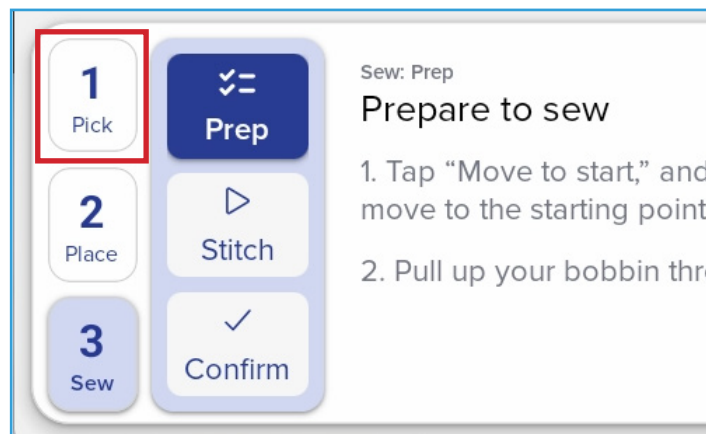 1
Pick
2
Place
3
Sew
Prep
Stitch
Confirm
Sew: Prep
Prepare to sew
1. Tap “Move to start,” and
move to the starting point
2. Pull up your bobbin